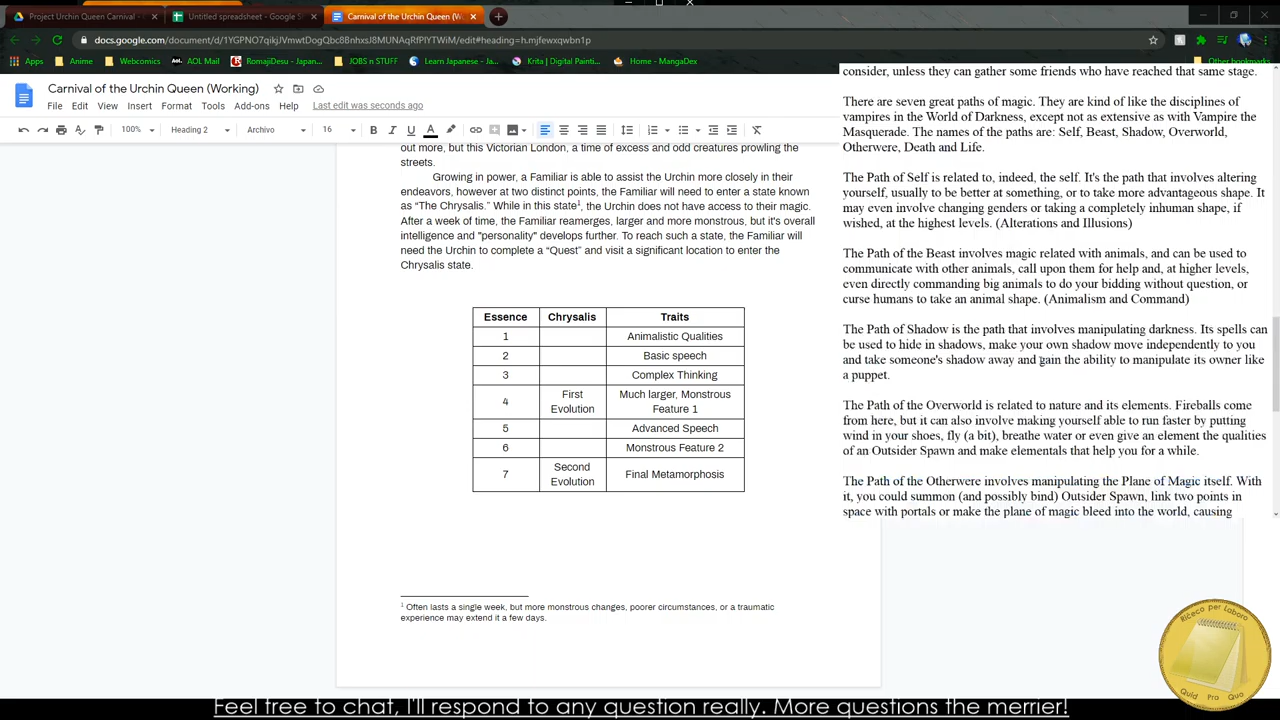 Project Urchin Queen Carnival -
Untitled spreadsheet - Google S
Carnival of the Urchin Queen (W
docs.google.com/document/d/1YGPNO7qikjJVmwtDogQbc8BnhxsJ8MUNAqRfPlYTWiM/edit#heading=h.mjfewxqwbn1p
Apps
Anime
Webcomics
AOL Mail
RomajiDesu - Japan...
JOBS n STUFF
Learn Japanese - Ja...
Krita | Digital Painti...
Home - MangaDex
Other bookmarks
Carnival of the Urchin Queen (Working)
File Edit View Insert Format Tools Add-ons Help Last edit was seconds ago
100% Heading 2 Archivo 16 B I U A
out more, but this Victorian London, a time of excess and odd creatures prowling the
streets.
Growing in power, a Familiar is able to assist the Urchin more closely in their
endeavors, however at two distinct points, the Familiar will need to enter a state known
as “The Chrysalis.” While in this state1, the Urchin does not have access to their magic.
After a week of time, the Familiar reamerges, larger and more monstrous, but it's overall
intelligence and "personality" develops further. To reach such a state, the Familiar will
need the Urchin to complete a “Quest” and visit a significant location to enter the
Chrysalis state.
Essence Chrysalis Traits
1 Animalistic Qualities
2 Basic speech
3 Complex Thinking
4 First Evolution Much larger, Monstrous Feature 1
5 Advanced Speech
6 Monstrous Feature 2
7 Second Evolution Final Metamorphosis
1 Often lasts a single week, but more monstrous changes, poorer circumstances, or a traumatic
experience may extend it a few days.
consider, unless they can gather some friends who have reached that same stage.
There are seven great paths of magic. They are kind of like the disciplines of
vampires in the World of Darkness, except not as extensive as with Vampire the
Masquerade. The names of the paths are: Self, Beast, Shadow, Overworld,
Otherwere, Death and Life.
The Path of Self is related to, indeed, the self. It's the path that involves altering
yourself, usually to be better at something, or to take more advantageous shape. It
may even involve changing genders or taking a completely inhuman shape, if
wished, at the highest levels. (Alterations and Illusions)
The Path of the Beast involves magic related with animals, and can be used to
communicate with other animals, call upon them for help and, at higher levels,
even directly commanding big animals to do your bidding without question, or
curse humans to take an animal shape. (Animalism and Command)
The Path of Shadow is the path that involves manipulating darkness. Its spells can
be used to hide in shadows, make your own shadow move independently to you
and take someone's shadow away and gain the ability to manipulate its owner like
a puppet.
The Path of the Overworld is related to nature and its elements. Fireballs come
from here, but it can also involve making yourself able to run faster by putting
wind in your shoes, fly (a bit), breathe water or even give an element the qualities
of an Outsider Spawn and make elementals that help you for a while.
The Path of the Otherwere involves manipulating the Plane of Magic itself. With
it, you could summon (and possibly bind) Outsider Spawn, link two points in
space with portals or make the plane of magic bleed into the world, causing
per Laboro
Quid Pro Quo
Feel free to chat, I'll respond to any question really. More questions the merrier!